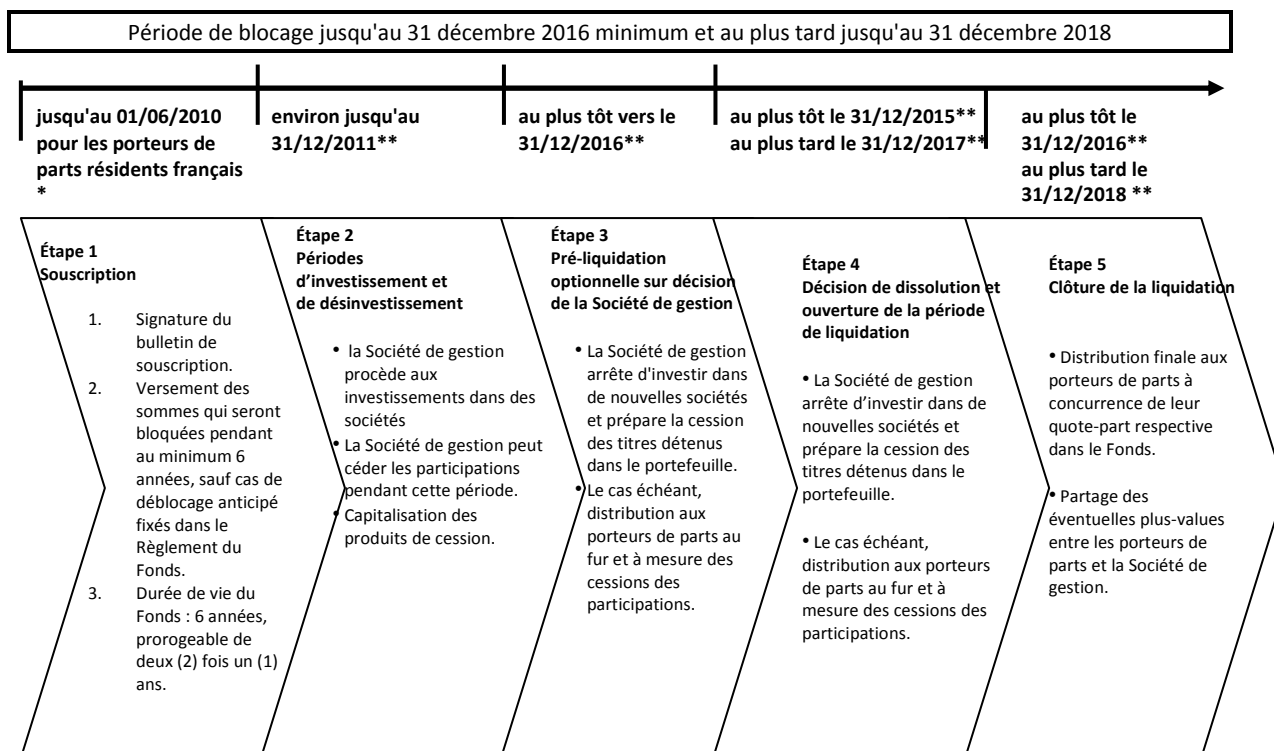 Période de blocage jusqu'au 31 décembre 2016 minimum et au plus tard jusqu'au 31 décembre 2018
jusqu'au 01/06/2010
pour les porteurs de
parts résidents français
*
environ jusqu'au
31/12/2011**
au plus tôt vers le
31/12/2016**
au plus tôt le 31/12/2015**
au plus tard le 31/12/2017**
au plus tôt le
31/12/2016**
au plus tard le
31/12/2018 **
Étape 1
Souscription
1. Signature du
bulletin de
souscription.
2. Versement des
sommes qui seront
bloquées pendant
au minimum 6
années, sauf cas de
déblocage anticipé
fixés dans le
Règlement du
Fonds.
3. Durée de vie du
Fonds : 6 années,
prorogeable de
deux (2) fois un (1)
ans.
Étape 2
Périodes
d'investissement et
de désinvestissement
• la Société de gestion
procède aux
investissements dans des
sociétés
• La Société de gestion peut
céder les participations
pendant cette période.
• Capitalisation des
produits de cession.
Étape 3
Pré-liquidation
optionnelle sur décision
de la Société de gestion
• La Société de gestion
arrête d'investir dans
de nouvelles sociétés
et prépare la cession
des titres détenus
dans le portefeuille.
• Le cas échéant,
distribution aux
porteurs de parts au
fur et à mesure des
cessions des
participations.
Étape 4
Décision de dissolution et
ouverture de la période
de liquidation
• La Société de gestion
arrête d'investir dans de
nouvelles sociétés et
prépare la cession des
titres détenus dans le
portefeuille.
• Le cas échéant,
distribution aux porteurs
de parts au fur et à
mesure des cessions des
participations.
Étape 5
Clôture de la liquidation
• Distribution finale aux
porteurs de parts à
concurrence de leur
quote-part respective
dans le Fonds.
• Partage des
éventuelles plus-values
entre les porteurs de
parts et la Société de
gestion.